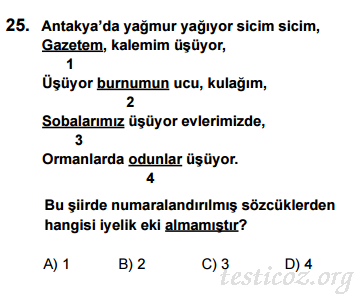 25. Antakya’da yağmur yağıyor sicim sicim,
Gazetem, kalemim üşüyor,
1
Üşüyor burnumun ucu, kulağım,
2
Sobalarımız üşüyor evlerimizde,
3
Ormanlarda odunlar üşüyor.
4
Bu şiirde numaralandırılmış sözcüklerden
hangisi iyelik eki almamıştır?
A) 1 B) 2 C) 3 D) 4
testicoz.org